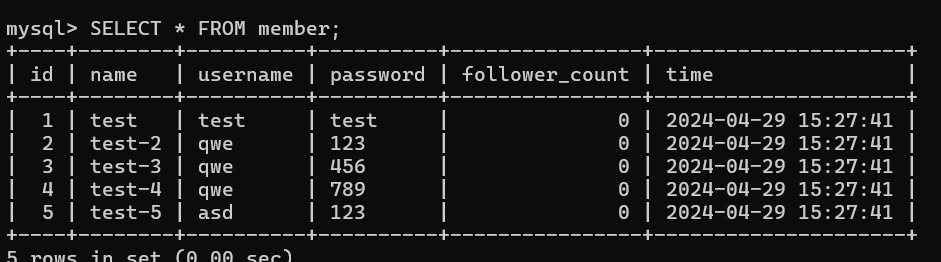 mysql> SELECT * FROM member;
+----+--------+----------+----------+----------------+---------------------+
| id | name   | username | password | follower_count | time                |
+----+--------+----------+----------+----------------+---------------------+
|  1 | test   | test     | test     |              0 | 2024-04-29 15:27:41 |
|  2 | test-2 | qwe      | 123      |              0 | 2024-04-29 15:27:41 |
|  3 | test-3 | qwe      | 456      |              0 | 2024-04-29 15:27:41 |
|  4 | test-4 | qwe      | 789      |              0 | 2024-04-29 15:27:41 |
|  5 | test-5 | asd      | 123      |              0 | 2024-04-29 15:27:41 |
+----+--------+----------+----------+----------------+---------------------+
5 rows in set (0.00 sec)